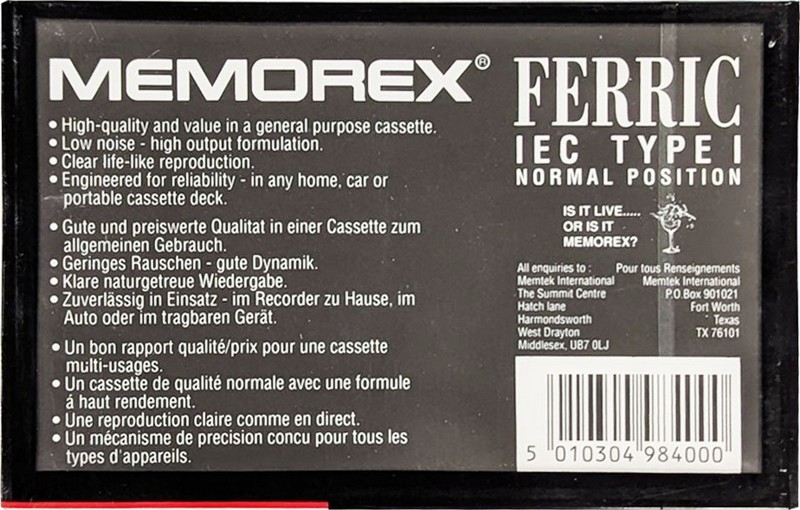 MEMOREX®
• High-quality and value in a general purpose cassette.
• Low noise - high output formulation.
• Clear life-like reproduction.
• Engineered for reliability - in any home, car or
portable cassette deck.
• Gute und preiswerte Qualitat in einer Cassette zum
allgemeinen Gebrauch.
• Geringes Rauschen - gute Dynamik.
• Klare naturgetreue Wiedergabe.
• Zuverlässig in Einsatz - im Recorder zu Hause, im
Auto oder im tragbaren Gerät.
• Un bon rapport qualité/prix pour une cassette
multi-usages.
• Un cassette de qualité normale avec une formule
á haut rendement.
• Une reproduction claire comme en direct.
• Un mécanisme de precision concu pour tous les
types d'appareils.
FERRIC
IEC TYPE I
NORMAL POSITION
IS IT LIVE.....
OR IS IT
MEMOREX?
All enquiries to :
Memtek International
The Summit Centre
Hatch lane
Harmondsworth
West Drayton
Middlesex, UB7 0LJ
Pour tous Renseignements
Memtek International
P.O.Box 901021
Fort Worth
Texas
TX 76101
5 010304 984000